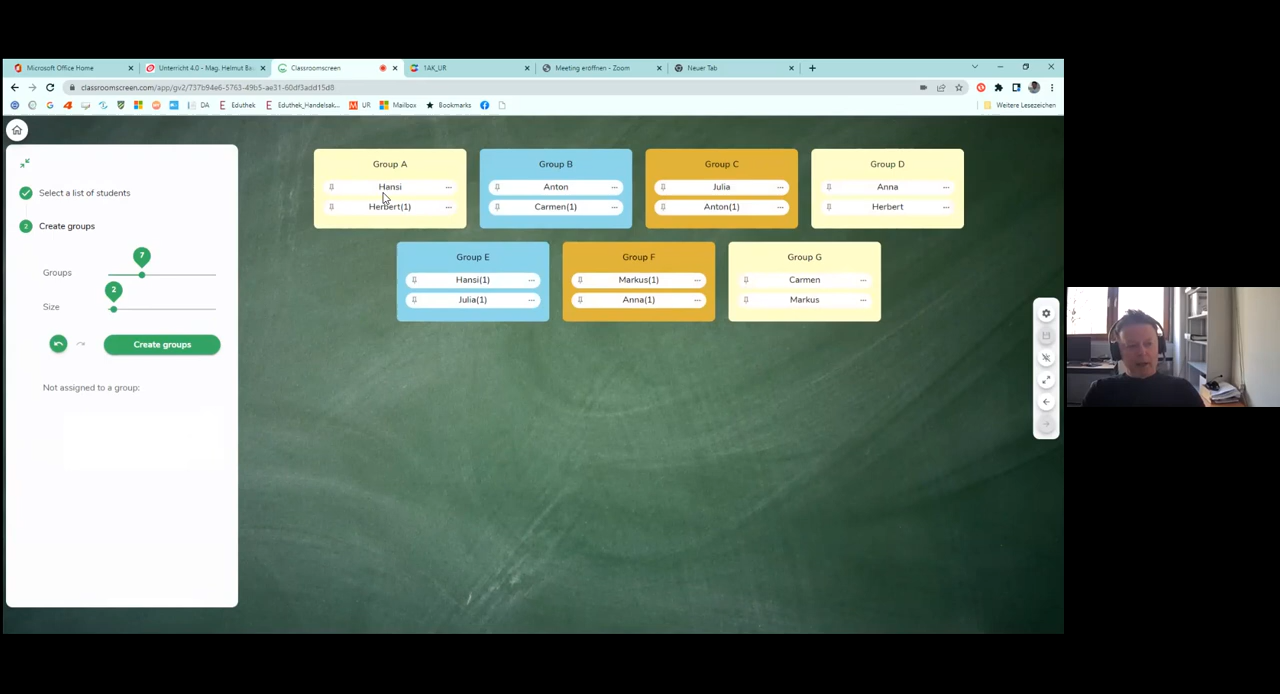 Microsoft Office Home
Unterricht 4.0 - Mag. Helmut Ba
Classroomscreen
1AK_UR
Meeting eröffnen - Zoom
Neuer Tab
classroomscreen.com/app/gv2/737b94e6-5763-49b5-ae31-60df3add15d8
DA
Eduthek
Eduthek_Handelsak...
UR
Mailbox
Bookmarks
Weitere Lesezeichen
Select a list of students
2 Create groups
7
Groups
2
Size
Create groups
Not assigned to a group:
Group A
Hansi
Herbert(1)
Group B
Anton
Carmen(1)
Group C
Julia
Anton(1)
Group D
Anna
Herbert
Group E
Hansi(1)
Julia(1)
Group F
Markus(1)
Anna(1)
Group G
Carmen
Markus